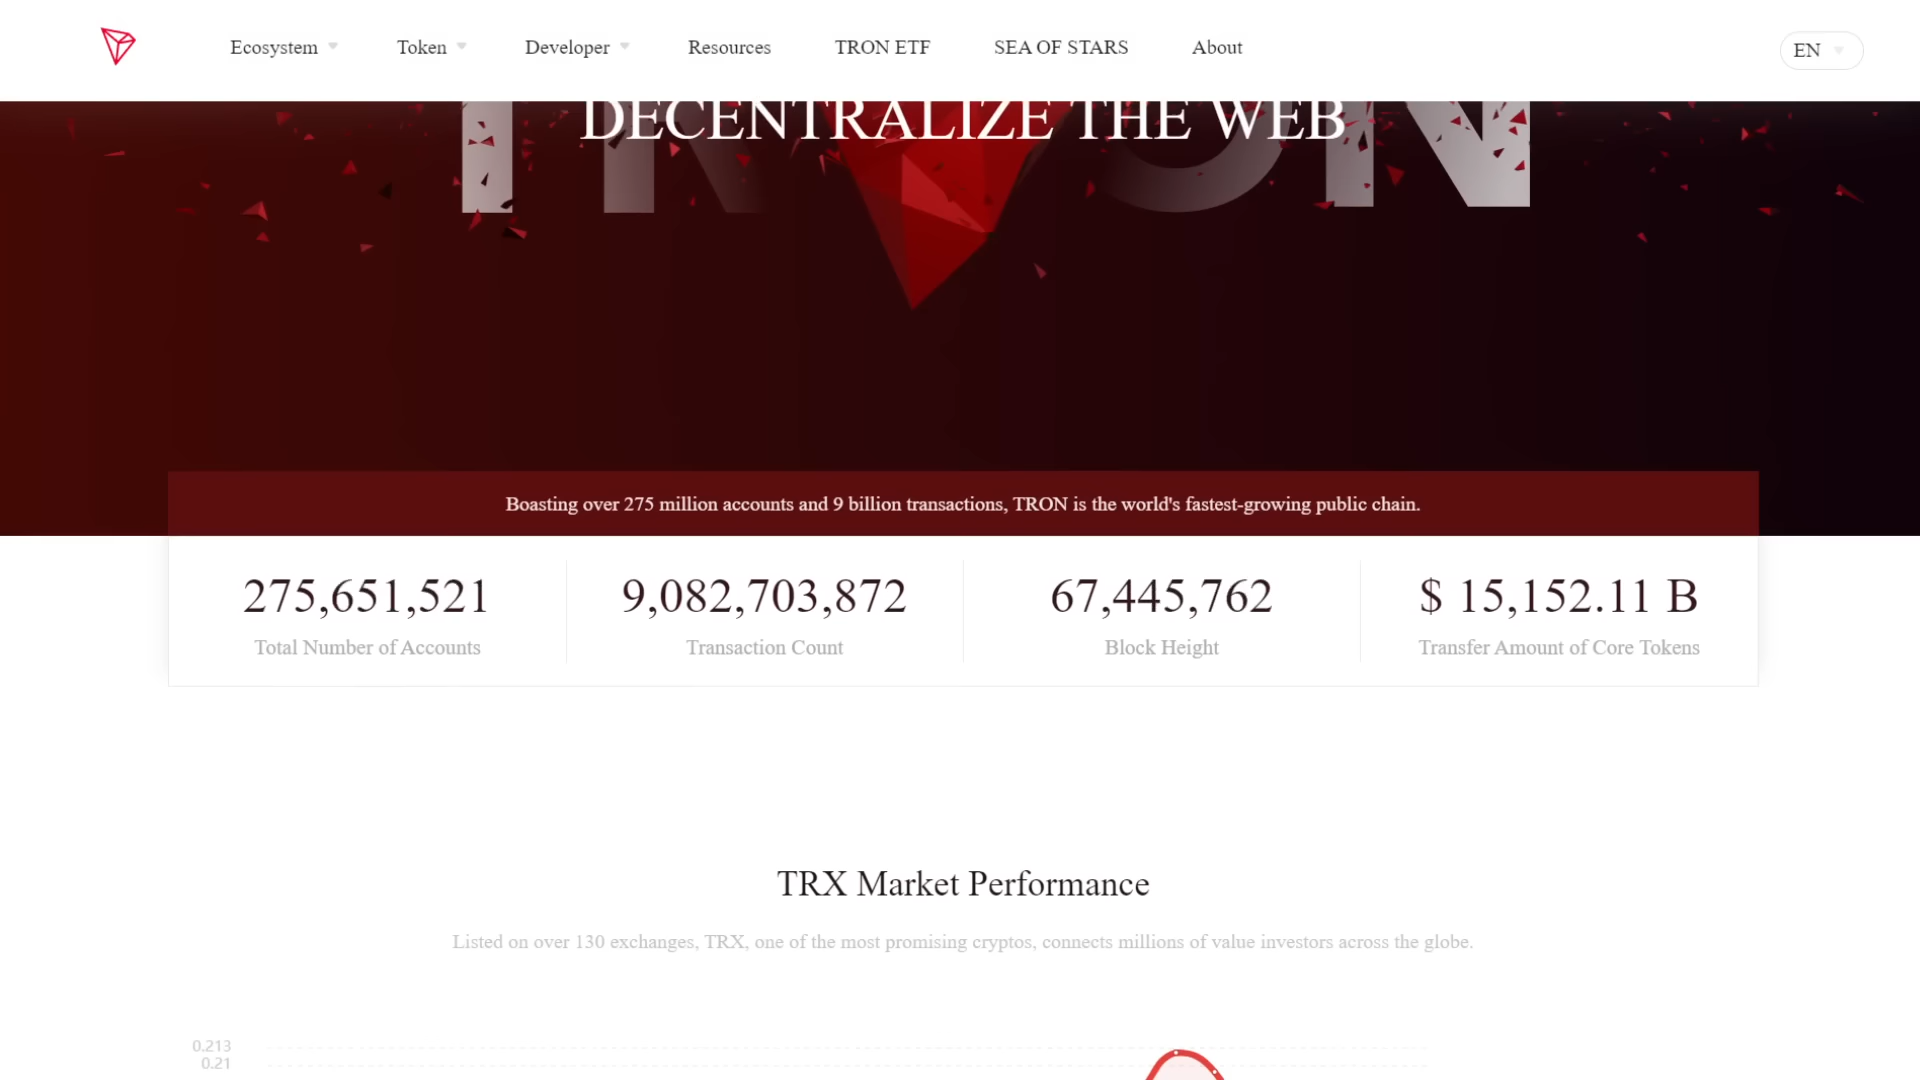 Ecosystem Token Developer Resources TRON ETF SEA OF STARS About EN
TRON
DECENTRALIZE THE WEB
Boasting over 275 million accounts and 9 billion transactions, TRON is the world's fastest-growing public chain.
275,651,521 9,082,703,872 67,445,762 $ 15,152.11 B
Total Number of Accounts Transaction Count Block Height Transfer Amount of Core Tokens
TRX Market Performance
Listed on over 130 exchanges, TRX, one of the most promising cryptos, connects millions of value investors across the globe.
0.213
0.21